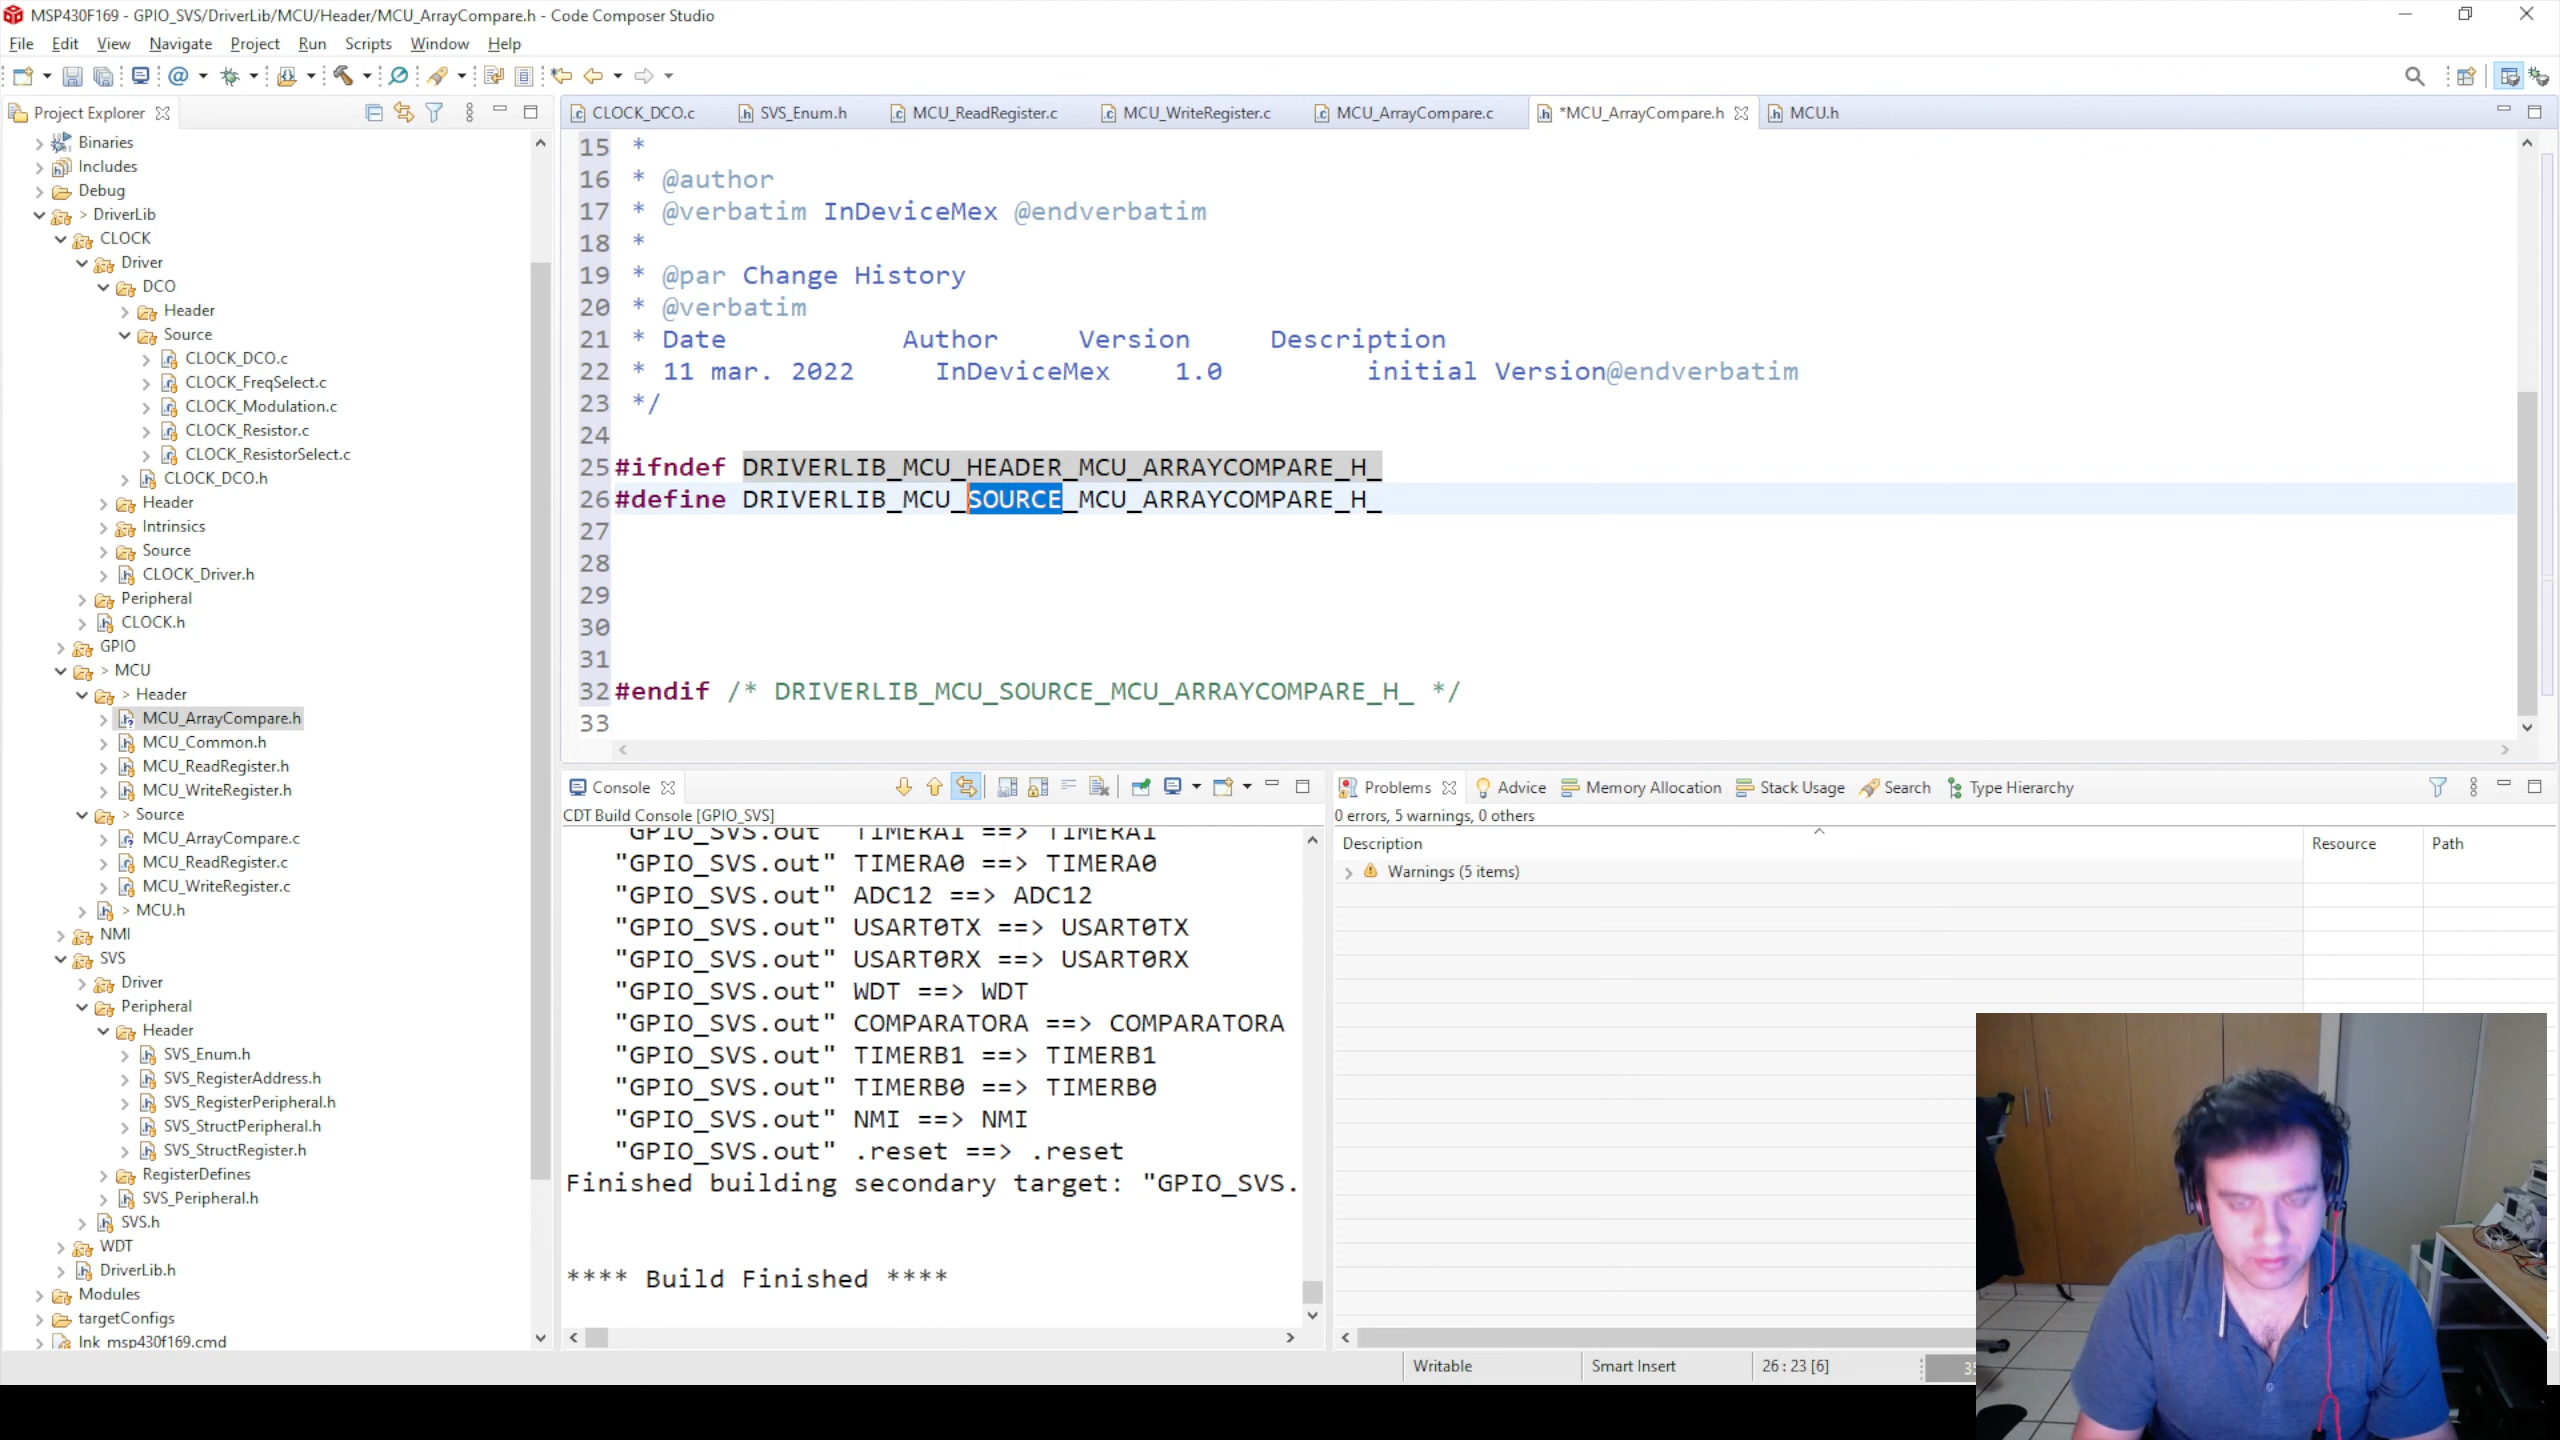 MSP430F169 - GPIO_SVS/DriverLib/MCU/Header/MCU_ArrayCompare.h - Code Composer Studio
File Edit View Navigate Project Run Scripts Window Help
Project Explorer
Binaries
Includes
Debug
> DriverLib
CLOCK
Driver
DCO
Header
Source
CLOCK_DCO.c
CLOCK_FreqSelect.c
CLOCK_Modulation.c
CLOCK_Resistor.c
CLOCK_ResistorSelect.c
CLOCK_DCO.h
Header
Intrinsics
Source
CLOCK_Driver.h
Peripheral
CLOCK.h
GPIO
> MCU
> Header
MCU_ArrayCompare.h
MCU_Common.h
MCU_ReadRegister.h
MCU_WriteRegister.h
> Source
MCU_ArrayCompare.c
MCU_ReadRegister.c
MCU_WriteRegister.c
> MCU.h
NMI
SVS
Driver
Peripheral
Header
SVS_Enum.h
SVS_RegisterAddress.h
SVS_RegisterPeripheral.h
SVS_StructPeripheral.h
SVS_StructRegister.h
RegisterDefines
SVS_Peripheral.h
SVS.h
WDT
DriverLib.h
Modules
targetConfigs
lnk_msp430f169.cmd
CLOCK_DCO.c SVS_Enum.h MCU_ReadRegister.c MCU_WriteRegister.c MCU_ArrayCompare.c *MCU_ArrayCompare.h MCU.h
15 *
16 * @author
17 * @verbatim InDeviceMex @endverbatim
18 *
19 * @par Change History
20 * @verbatim
21 * Date Author Version Description
22 * 11 mar. 2022 InDeviceMex 1.0 initial Version@endverbatim
23 */
24
25 #ifndef DRIVERLIB_MCU_HEADER_MCU_ARRAYCOMPARE_H_
26 #define DRIVERLIB_MCU_SOURCE_MCU_ARRAYCOMPARE_H_
27
28
29
30
31
32 #endif /* DRIVERLIB_MCU_SOURCE_MCU_ARRAYCOMPARE_H_ */
33
Console
CDT Build Console [GPIO_SVS]
"GPIO_SVS.out" TIMERA1 ==> TIMERA1
"GPIO_SVS.out" TIMERA0 ==> TIMERA0
"GPIO_SVS.out" ADC12 ==> ADC12
"GPIO_SVS.out" USART0TX ==> USART0TX
"GPIO_SVS.out" USART0RX ==> USART0RX
"GPIO_SVS.out" WDT ==> WDT
"GPIO_SVS.out" COMPARATORA ==> COMPARATORA
"GPIO_SVS.out" TIMERB1 ==> TIMERB1
"GPIO_SVS.out" TIMERB0 ==> TIMERB0
"GPIO_SVS.out" NMI ==> NMI
"GPIO_SVS.out" .reset ==> .reset
Finished building secondary target: "GPIO_SVS.
**** Build Finished ****
Problems Advice Memory Allocation Stack Usage Search Type Hierarchy
0 errors, 5 warnings, 0 others
Description Resource Path
Warnings (5 items)
Writable Smart Insert 26 : 23 [6]